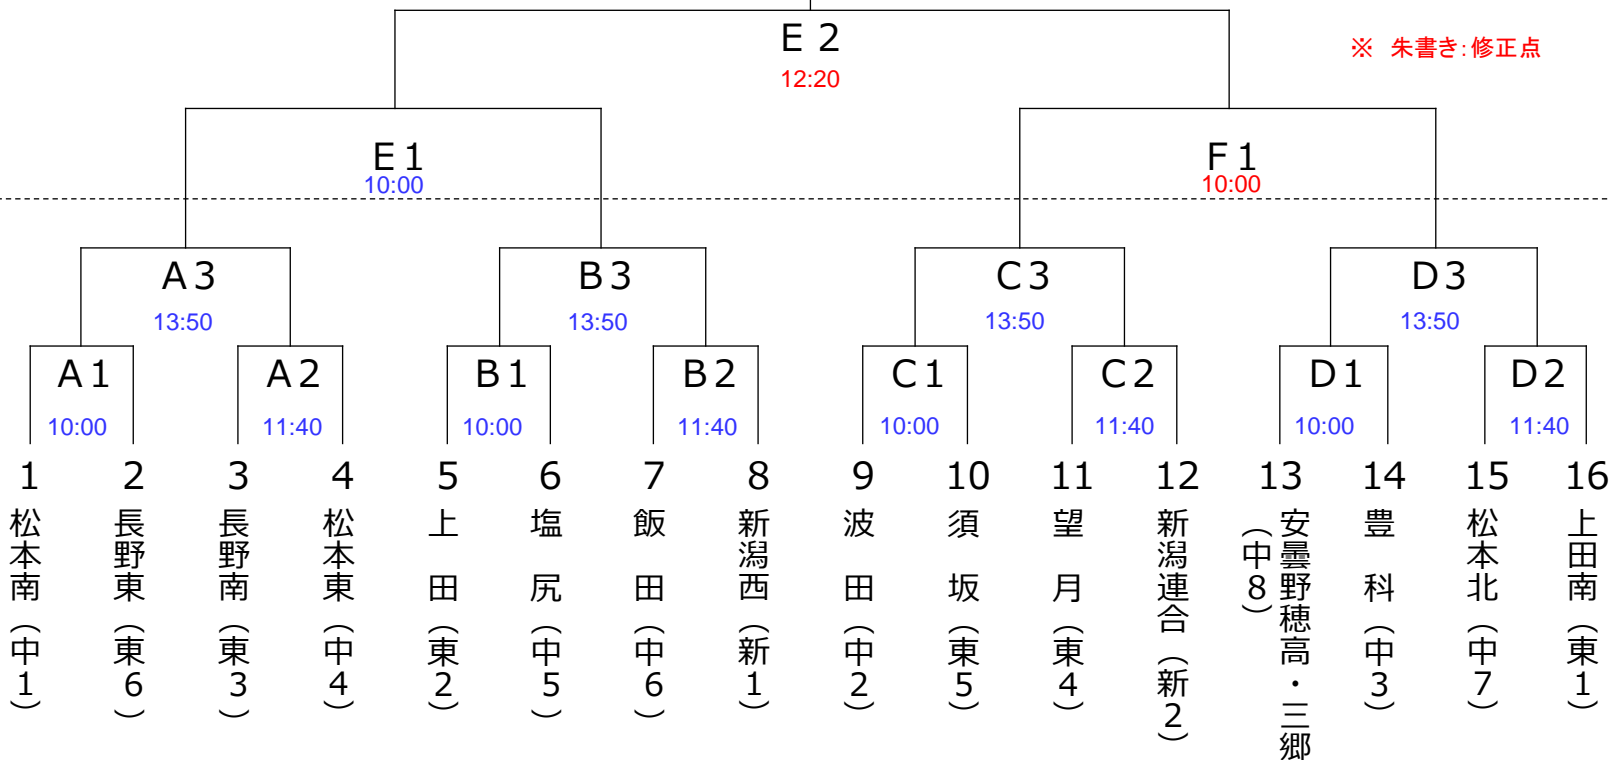 E 2
12:20
※ 朱書き：修正点
E1
10:00
F1
10:00
A3
13:50
B3
13:50
C3
13:50
D3
13:50
A1
10:00
A2
11:40
B1
10:00
B2
11:40
C1
10:00
C2
11:40
D1
10:00
D2
11:40
1
松本南（中1）
2
長野東（東6）
3
長野南（東3）
4
松本東（中4）
5
上 田（東2）
6
塩 尻（中5）
7
飯 田（中6）
8
新潟西（新1）
9
波 田（中2）
10
須 坂（東5）
11
望 月（東4）
12
新潟連合（新2）
13
安曇野穂高・三郷
（中8）
14
豊 科（中3）
15
松本北（中7）
16
上田南（東1）